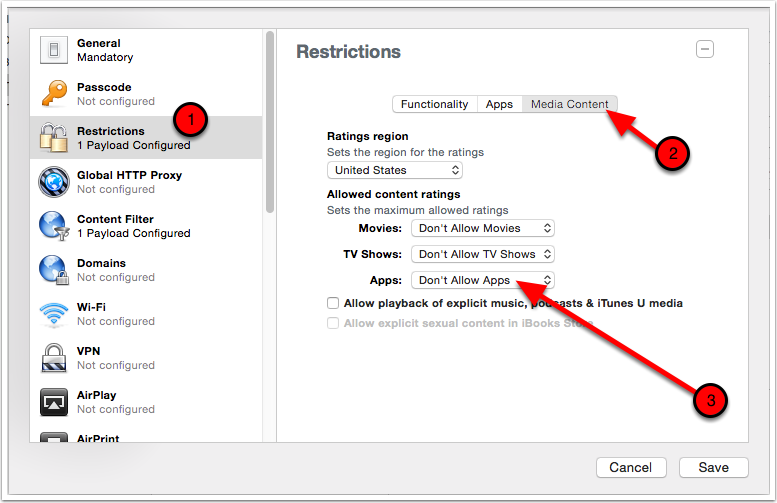 General
Mandatory
Passcode
Not configured
Restrictions
1 Payload Configured
1
Global HTTP Proxy
Not configured
Content Filter
1 Payload Configured
Domains
Not configured
Wi-Fi
Not configured
VPN
Not configured
AirPlay
Not configured
AirPrint
Restrictions
Functionality Apps Media Content
2
Ratings region
Sets the region for the ratings
United States
Allowed content ratings
Sets the maximum allowed ratings
Movies: Don't Allow Movies
TV Shows: Don't Allow TV Shows
Apps: Don't Allow Apps
Allow playback of explicit music, podcasts & iTunes U media
Allow explicit sexual content in iBooks Store
3
Cancel Save